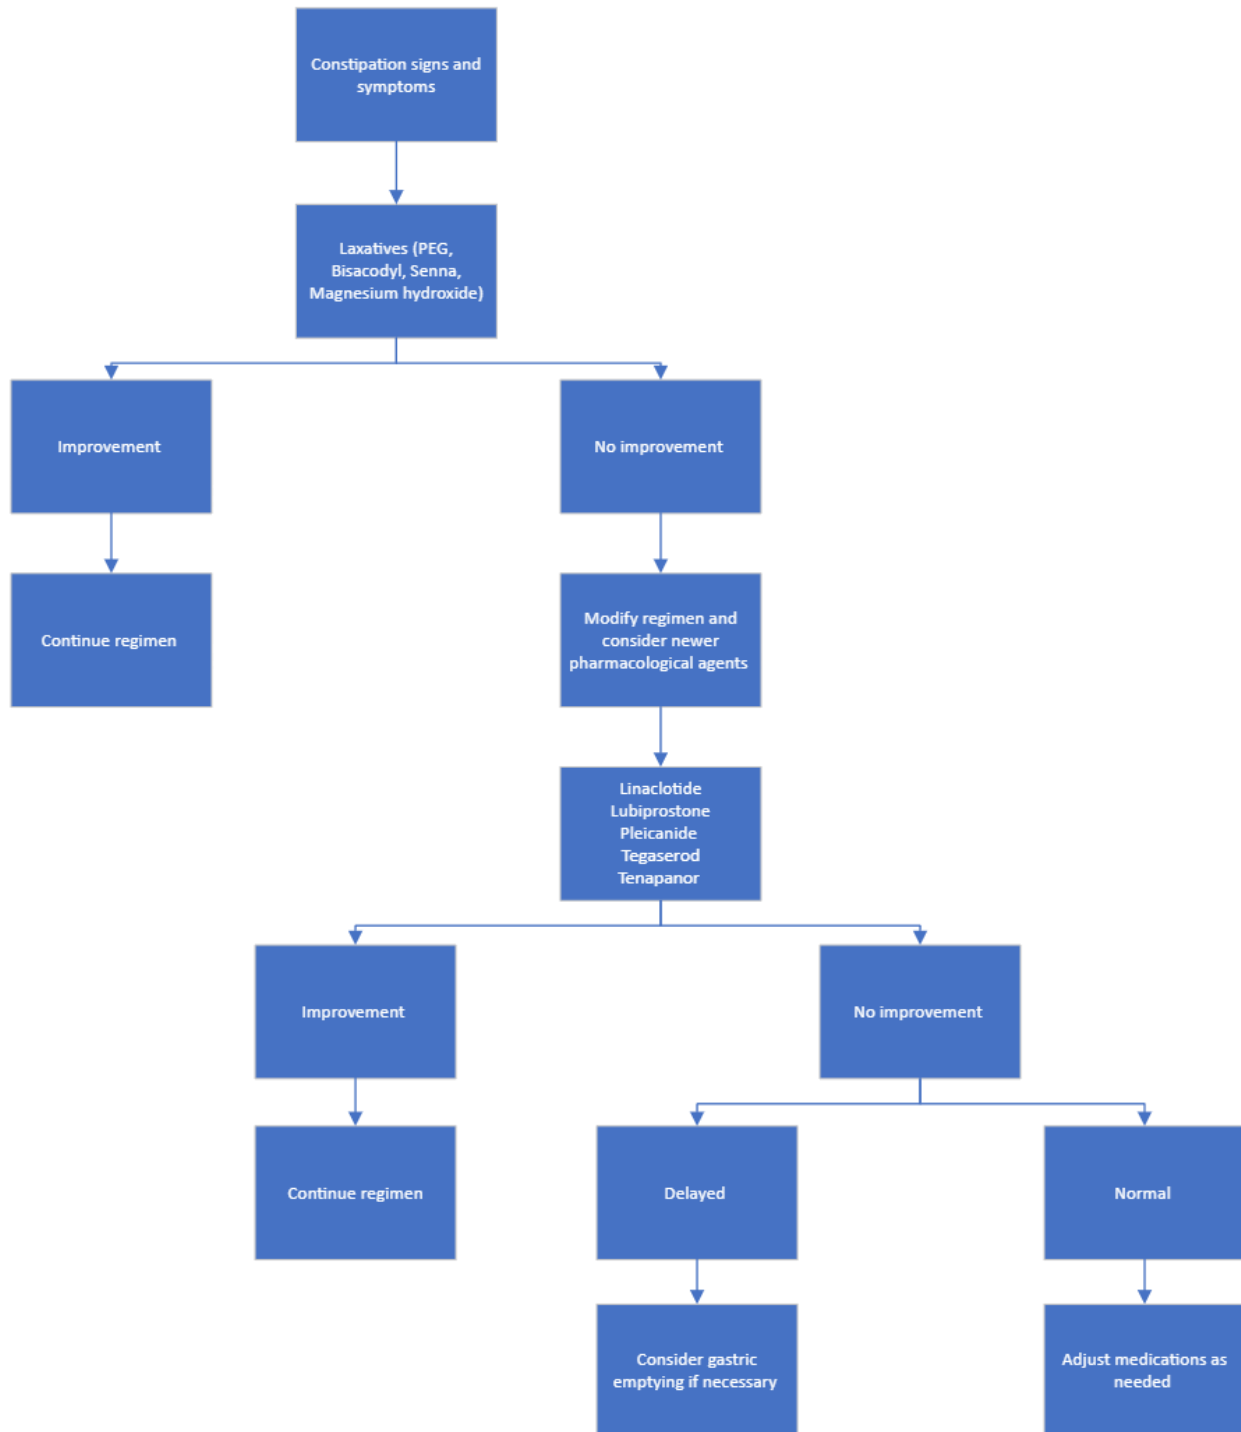 Constipation signs and
symptoms
Laxatives (PEG,
Bisacodyl, Senna,
Magnesium hydroxide)
Improvement
No improvement
Continue regimen
Modify regimen and
consider newer
pharmacological agents
Linaclotide
Lubiprostone
Pleicanide
Tegaserod
Tenapanor
Improvement
No improvement
Continue regimen
Delayed
Normal
Consider gastric
emptying if necessary
Adjust medications as
needed